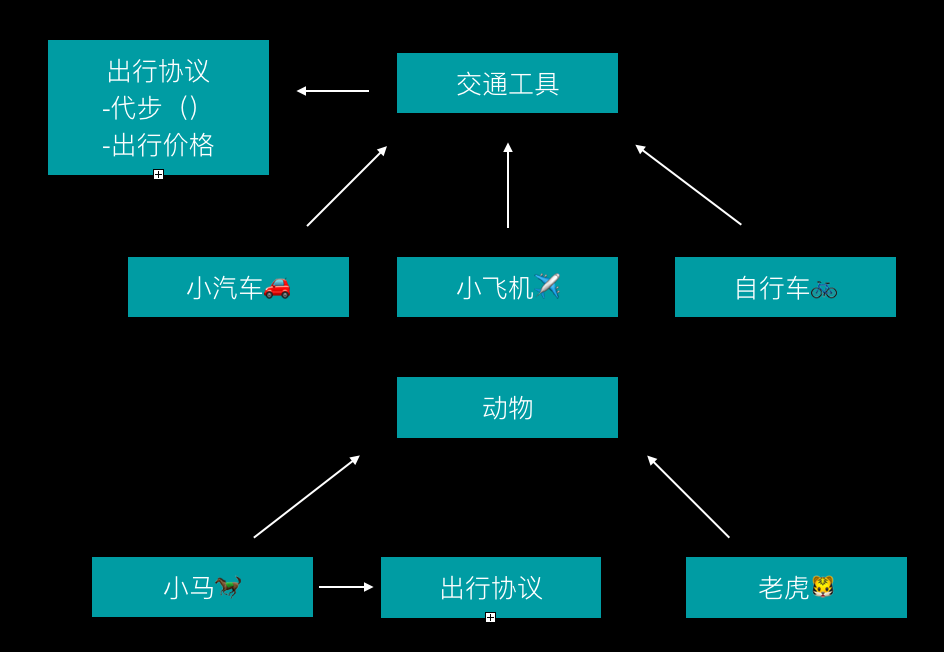 出行协议
-代步（）
-出行价格
交通工具
小汽车🚗
小飞机✈️
自行车🚲
动物
小马🐎
出行协议
老虎🐯